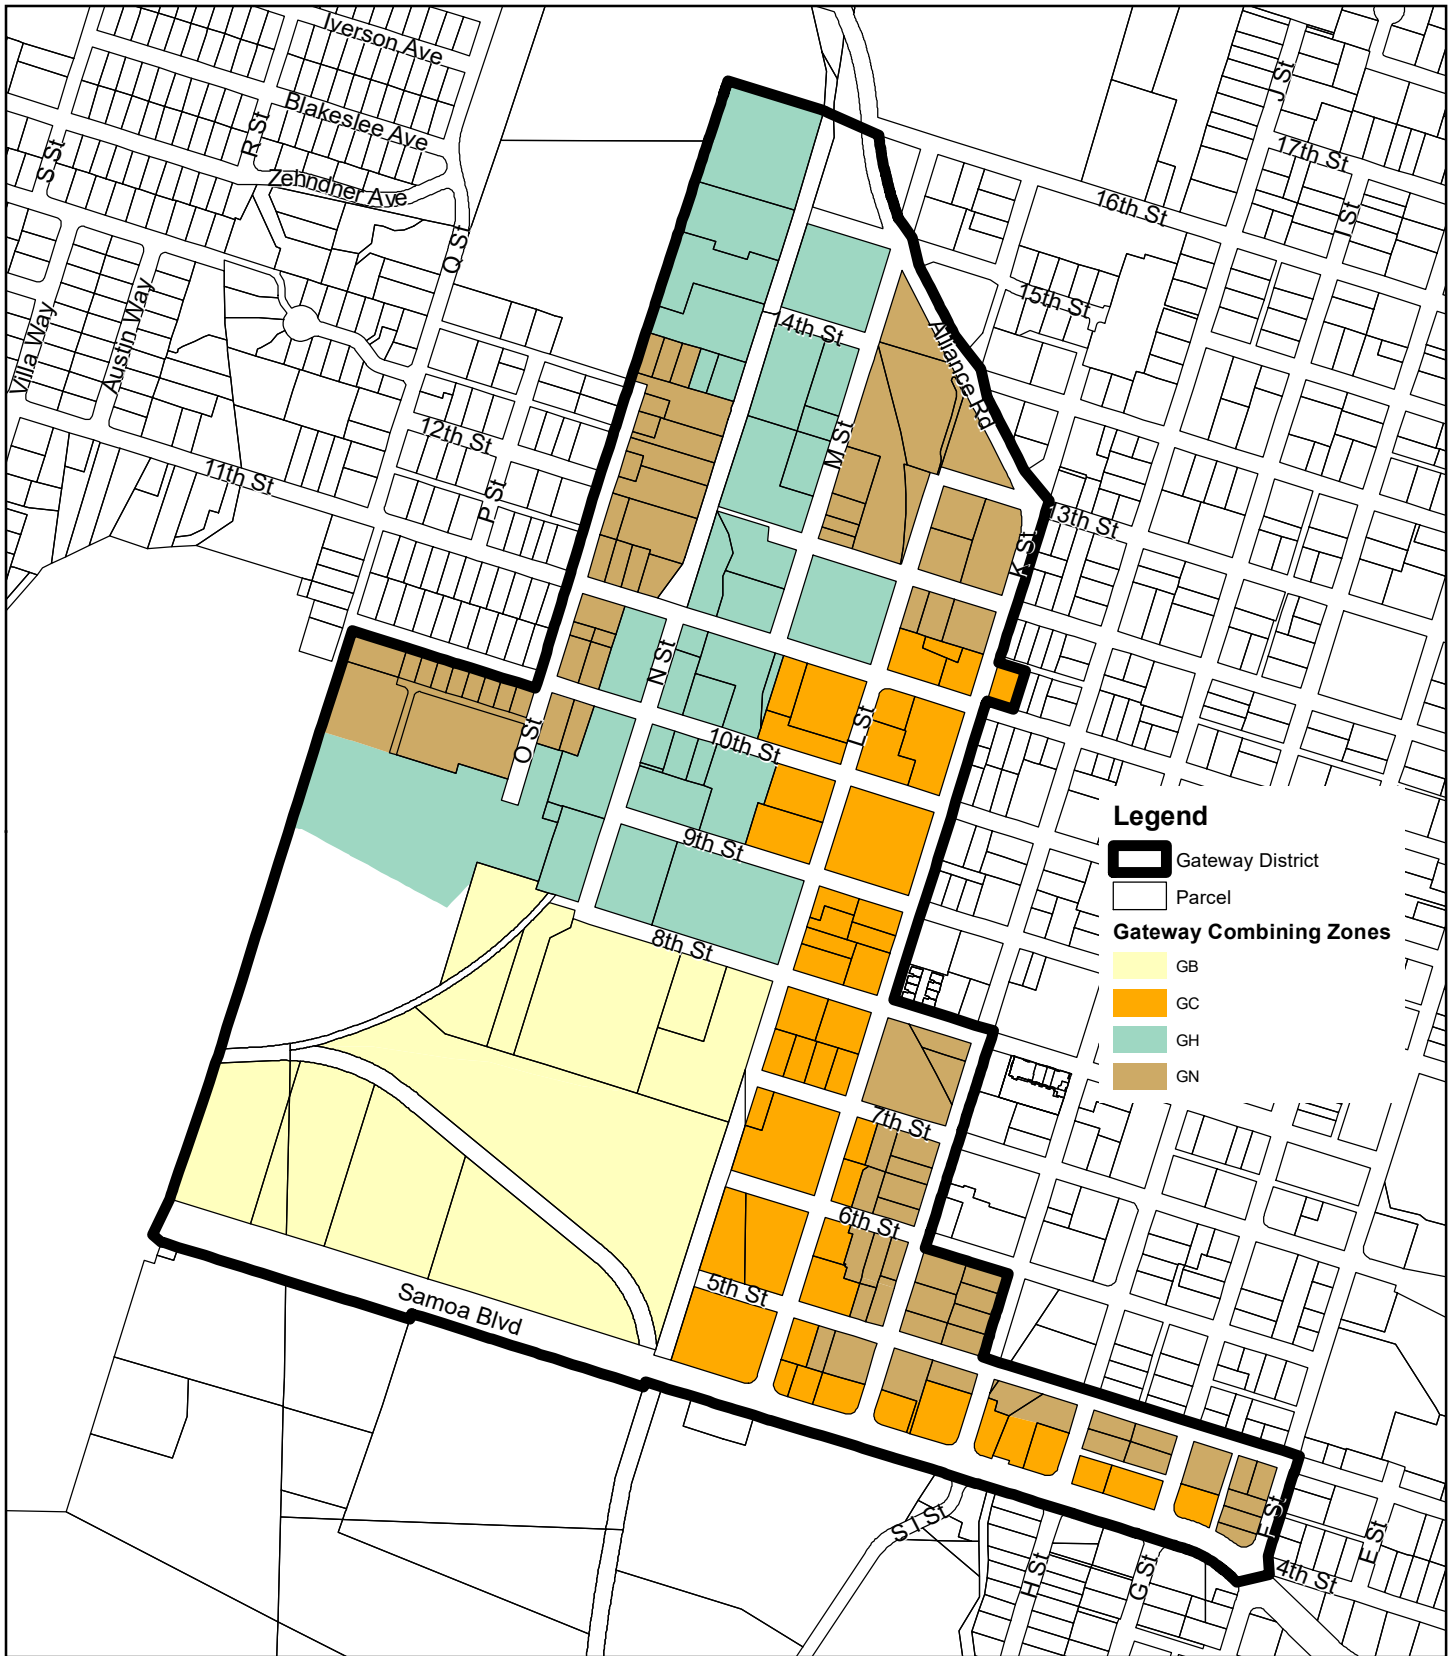 Iverson Ave
J St
Blakeslee Ave
R St
17th St
S St
Zehndner Ave
16th St
I St
Q St
15th St
Austin Way
14th St
Villa Way
Alliance Rd
12th St
M St
11th St
P St
13th St
K St
N St
L St
O St
10th St
9th St
8th St
7th St
6th St
5th St
Samoa Blvd
S I St
H St
G St
F St
E St
4th St
Legend
Gateway District
Parcel
Gateway Combining Zones
GB
GC
GH
GN